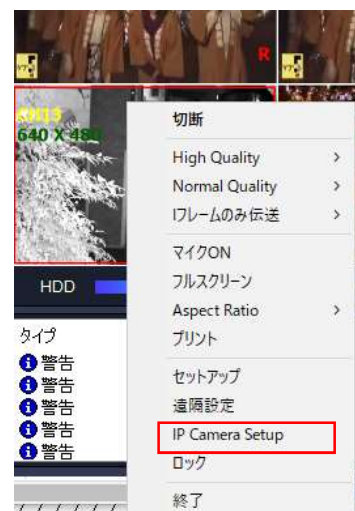 R
CH13
640 X 480
切断
High Quality
Normal Quality
Iフレームのみ伝送
マイクON
フルスクリーン
Aspect Ratio
プリント
セットアップ
遠隔設定
IP Camera Setup
ロック
終了
HDD
タイプ
警告
警告
警告
警告
警告